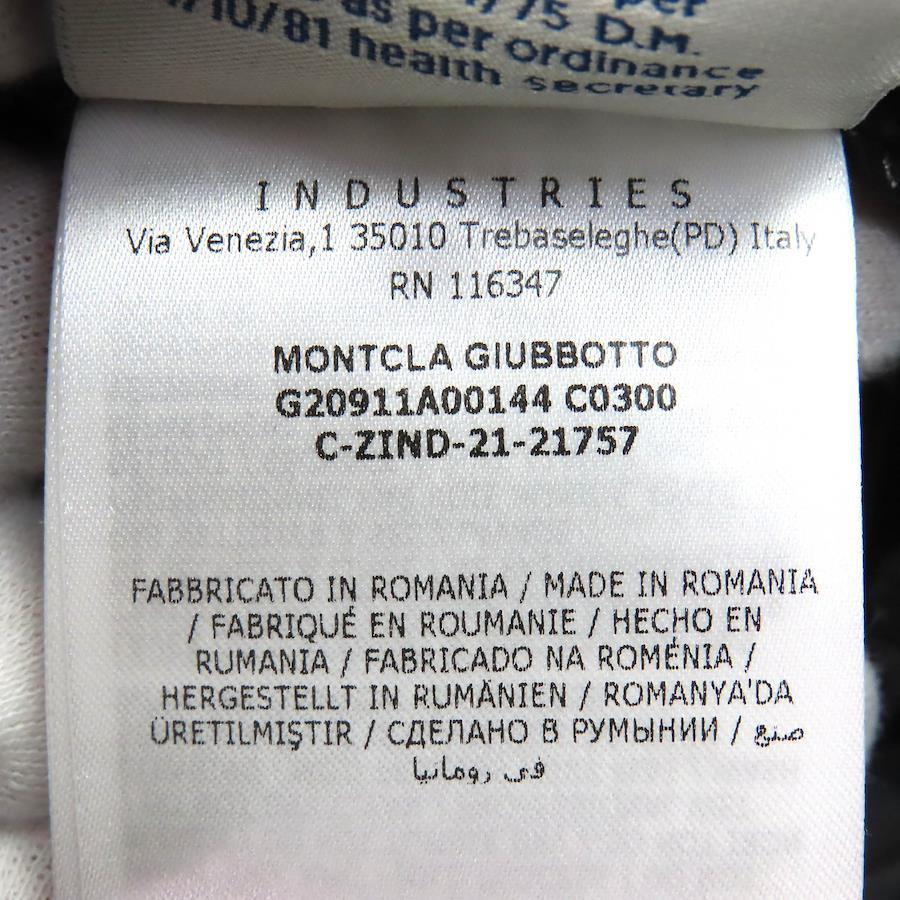 /75 D.M.
as per ordinance
/10/81 health secretary
INDUSTRIES
Via Venezia,1 35010 Trebaseleghe(PD) Italy
RN 116347
MONTCLA GIUBBOTTO
G20911A00144 C0300
C-ZIND-21-21757
FABBRICATO IN ROMANIA / MADE IN ROMANIA
/ FABRIQUÉ EN ROUMANIE / HECHO EN
RUMANIA / FABRICADO NA ROMÉNIA /
HERGESTELLT IN RUMÄNIEN / ROMANYA'DA
ÜRETILMIŞTIR / СДЕЛАНО В РУМЫНИИ / صنع
في رومانيا